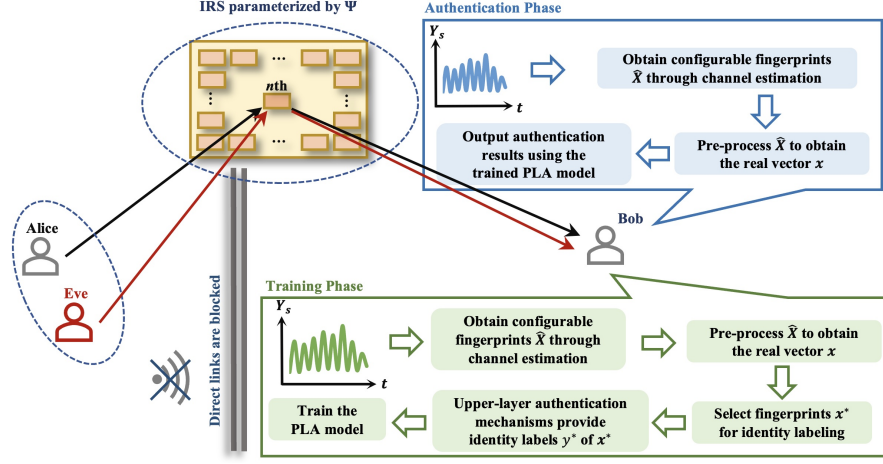 IRS parameterized by Ψ
...
nth
...
...
...
Alice
Eve
Direct links are blocked
Bob
Authentication Phase
Y_s
t
Obtain configurable fingerprints
X̂ through channel estimation
Pre-process X̂ to obtain
the real vector x
Output authentication
results using the
trained PLA model
Training Phase
Y_s
t
Obtain configurable
fingerprints X̂ through
channel estimation
Pre-process X̂ to obtain
the real vector x
Select fingerprints x*
for identity labeling
Upper-layer authentication
mechanisms provide
identity labels y* of x*
Train the
PLA model